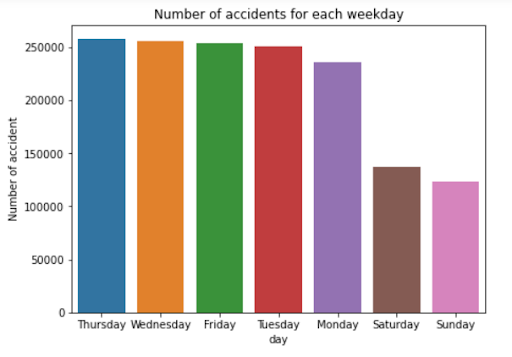 Number of accidents for each weekday
Number of accident
250000
200000
150000
100000
50000
0
Thursday Wednesday Friday Tuesday Monday Saturday Sunday
day